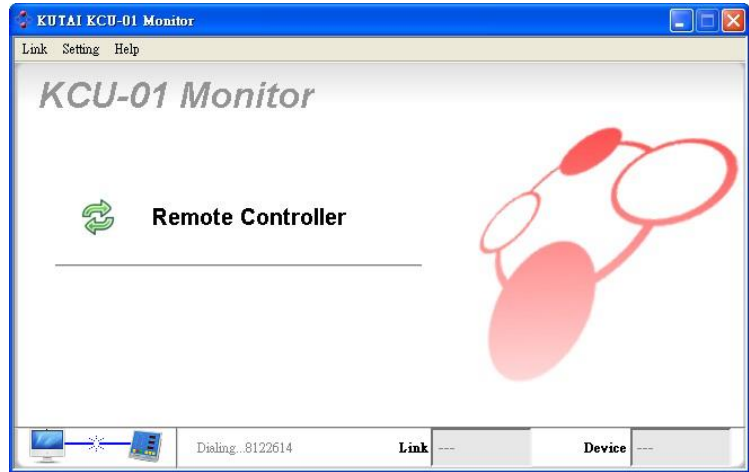 KUTAI KCU-01 Monitor
Link Setting Help
KCU-01 Monitor
Remote Controller
Dialing...8122614 Link --- Device ---